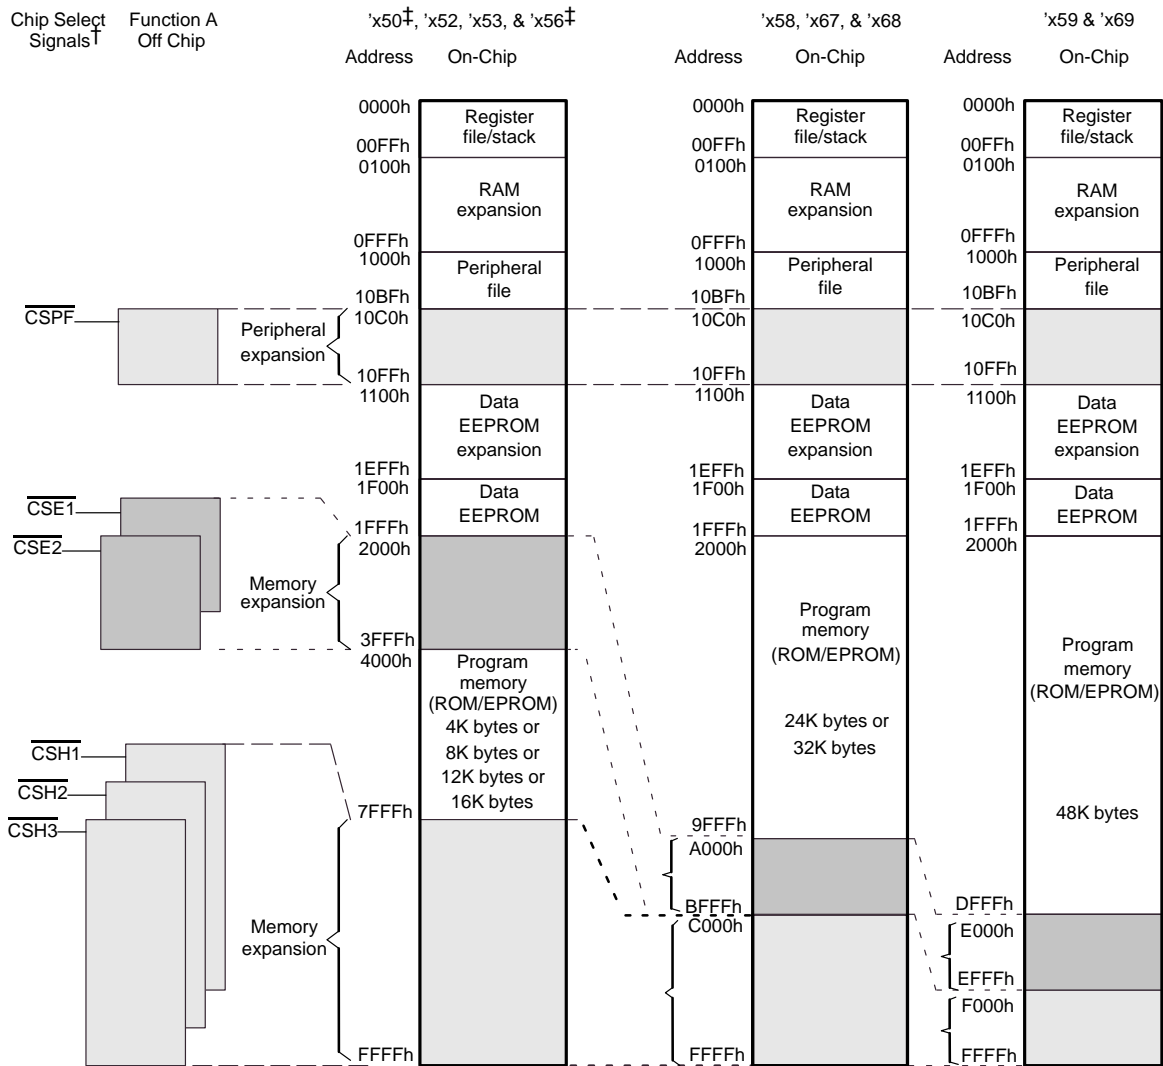 Chip Select
Signals†
Function A
Off Chip
'x50‡, 'x52, 'x53, & 'x56‡
'x58, 'x67, & 'x68
'x59 & 'x69
Address
On-Chip
Address
On-Chip
Address
On-Chip
CSPF
Peripheral
expansion
CSE1
CSE2
Memory
expansion
CSH1
CSH2
CSH3
Memory
expansion
0000h
Register
file/stack
00FFh
0100h
RAM
expansion
0FFFh
1000h
Peripheral
file
10BFh
10C0h
10FFh
1100h
Data
EEPROM
expansion
1EFFh
1F00h
Data
EEPROM
1FFFh
2000h
3FFFh
4000h
Program
memory
(ROM/EPROM)
4K bytes or
8K bytes or
12K bytes or
16K bytes
7FFFh
FFFFh
0000h
Register
file/stack
00FFh
0100h
RAM
expansion
0FFFh
1000h
Peripheral
file
10BFh
10C0h
10FFh
1100h
Data
EEPROM
expansion
1EFFh
1F00h
Data
EEPROM
1FFFh
2000h
Program
memory
(ROM/EPROM)
24K bytes or
32K bytes
9FFFh
A000h
BFFFh
C000h
FFFFh
0000h
Register
file/stack
00FFh
0100h
RAM
expansion
0FFFh
1000h
Peripheral
file
10BFh
10C0h
10FFh
1100h
Data
EEPROM
expansion
1EFFh
1F00h
Data
EEPROM
1FFFh
2000h
Program
memory
(ROM/EPROM)
48K bytes
DFFFh
E000h
EFFFh
F000h
FFFFh